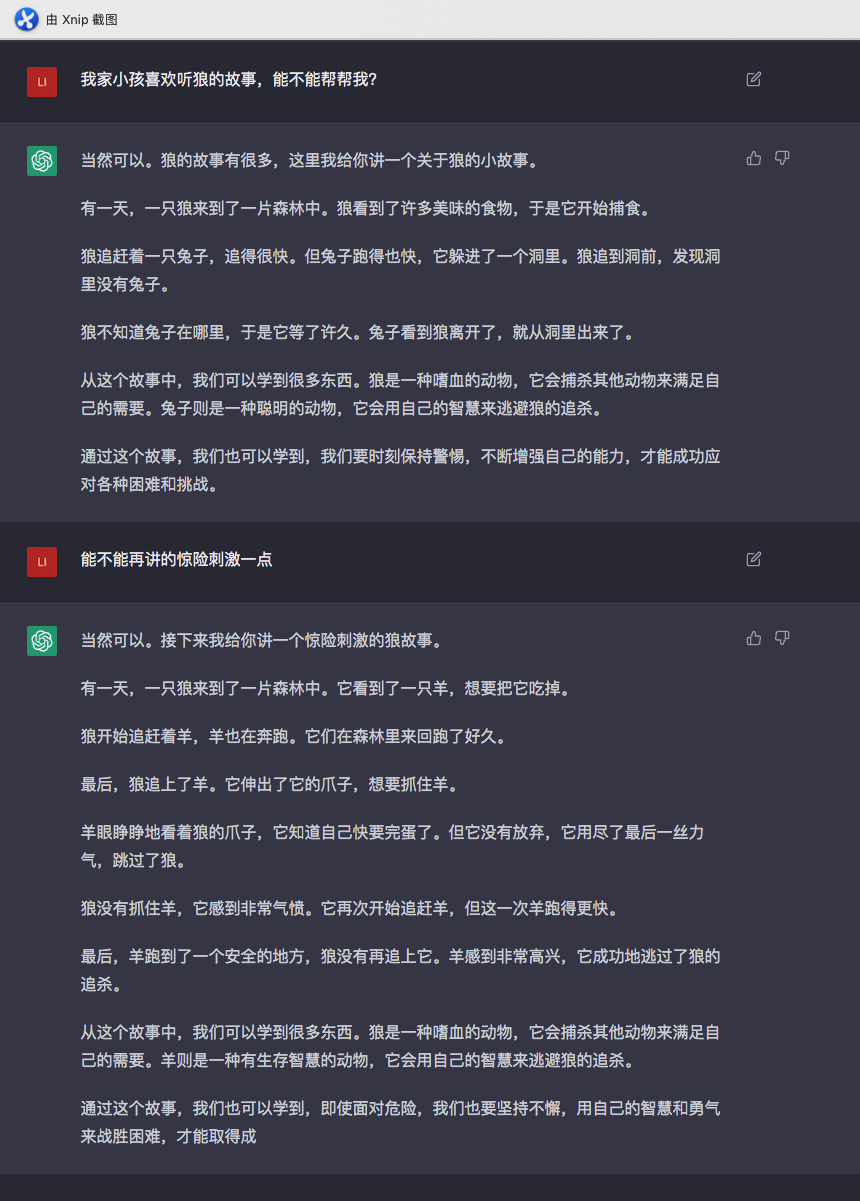 由 Xnip 截图
LI
我家小孩喜欢听狼的故事，能不能帮帮我？
当然可以。狼的故事有很多，这里我给你讲一个关于狼的小故事。
有一天，一只狼来到了一片森林中。狼看到了许多美味的食物，于是它开始捕食。
狼追赶着一只兔子，追得很快。但兔子跑得也快，它躲进了一个洞里。狼追到洞前，发现洞
里没有兔子。
狼不知道兔子在哪里，于是它等了许久。兔子看到狼离开了，就从洞里出来了。
从这个故事中，我们可以学到很多东西。狼是一种嗜血的动物，它会捕杀其他动物来满足自
己的需要。兔子则是一种聪明的动物，它会用自己的智慧来逃避狼的追杀。
通过这个故事，我们也可以学到，我们要时刻保持警惕，不断增强自己的能力，才能成功应
对各种困难和挑战。
LI
能不能再讲的惊险刺激一点
当然可以。接下来我给你讲一个惊险刺激的狼故事。
有一天，一只狼来到了一片森林中。它看到了一只羊，想要把它吃掉。
狼开始追赶着羊，羊也在奔跑。它们在森林里来回跑了好久。
最后，狼追上了羊。它伸出了它的爪子，想要抓住羊。
羊眼睁睁地看着狼的爪子，它知道自己快要完蛋了。但它没有放弃，它用尽了最后一丝力
气，跳过了狼。
狼没有抓住羊，它感到非常气愤。它再次开始追赶羊，但这一次羊跑得更快。
最后，羊跑到了一个安全的地方，狼没有再追上它。羊感到非常高兴，它成功地逃过了狼的
追杀。
从这个故事中，我们可以学到很多东西。狼是一种嗜血的动物，它会捕杀其他动物来满足自
己的需要。羊则是一种有生存智慧的动物，它会用自己的智慧来逃避狼的追杀。
通过这个故事，我们也可以学到，即使面对危险，我们也要坚持不懈，用自己的智慧和勇气
来战胜困难，才能取得成